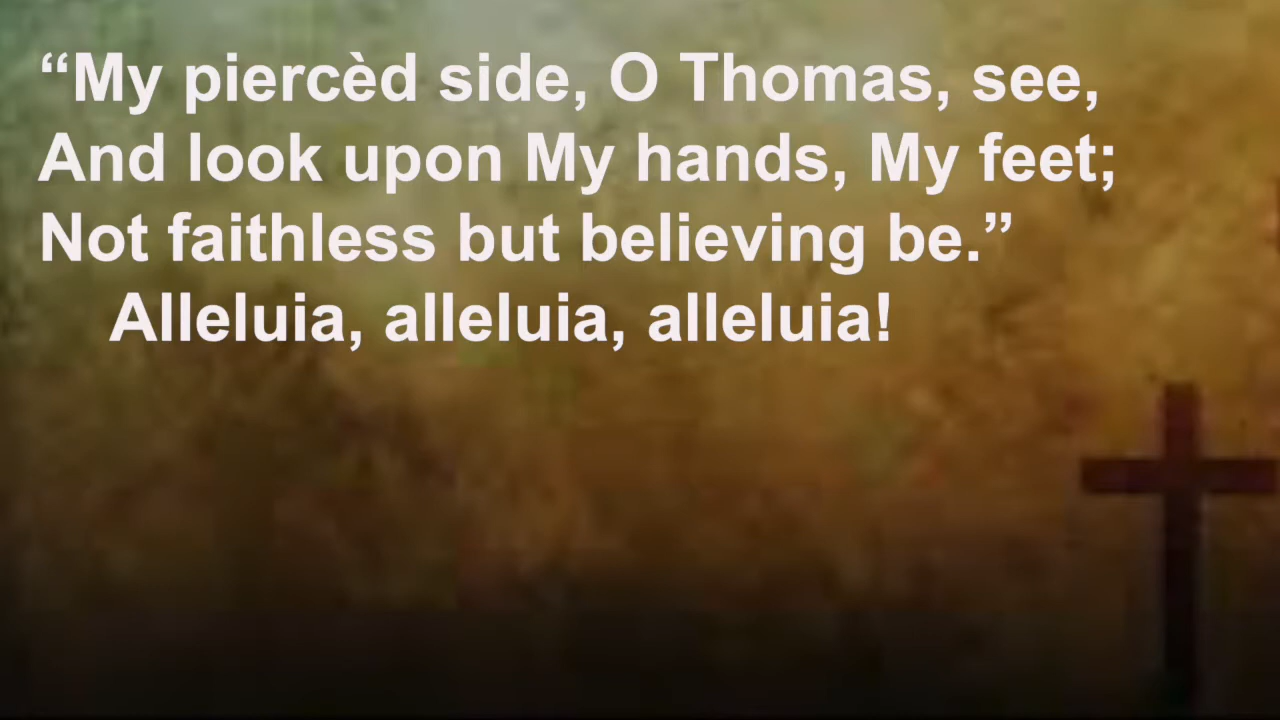 “My piercèd side, O Thomas, see,
And look upon My hands, My feet;
Not faithless but believing be.”
Alleluia, alleluia, alleluia!